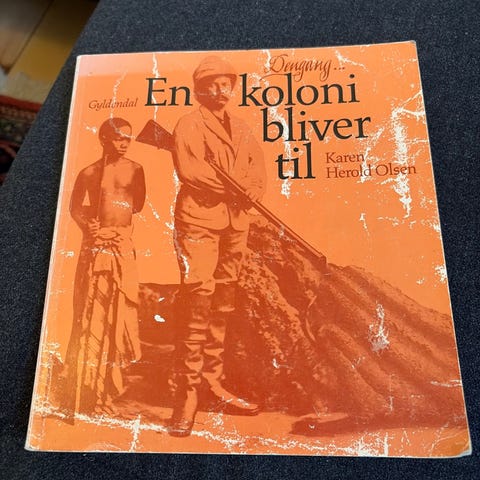 Dengang...
Gyldendal
En koloni
bliver
til
Karen
Herold Olsen